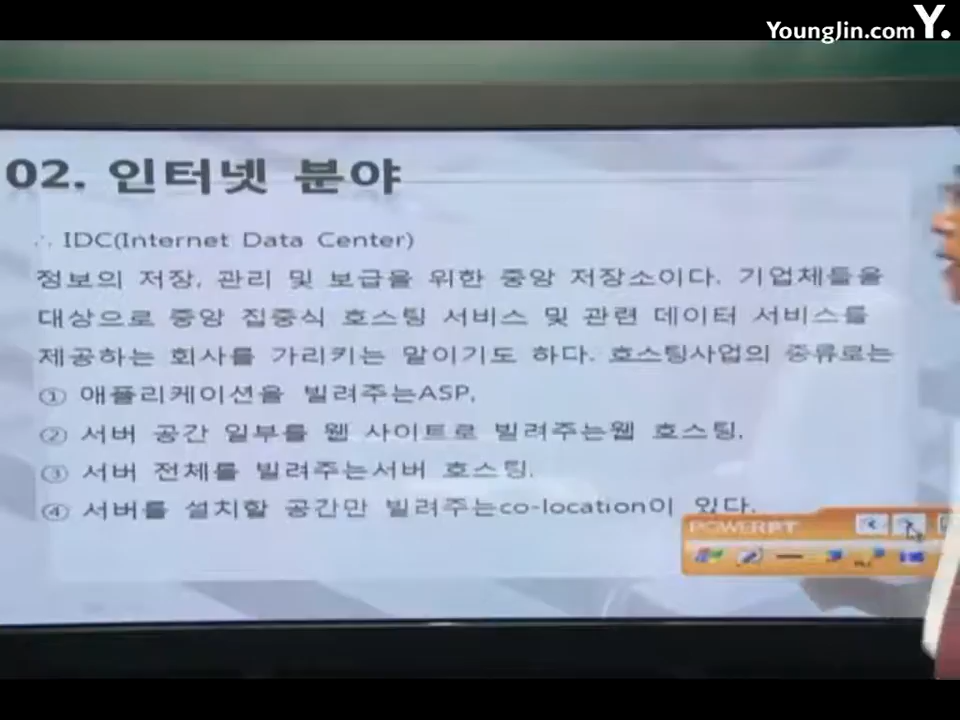 YoungJin.com Y.
02. 인터넷 분야
∴ IDC(Internet Data Center)
정보의 저장, 관리 및 보급을 위한 중앙 저장소이다. 기업체들을
대상으로 중앙 집중식 호스팅 서비스 및 관련 데이터 서비스를
제공하는 회사를 가리키는 말이기도 하다. 호스팅사업의 종류로는
① 애플리케이션을 빌려주는ASP,
② 서버 공간 일부를 웹 사이트로 빌려주는웹 호스팅,
③ 서버 전체를 빌려주는서버 호스팅,
④ 서버를 설치할 공간만 빌려주는co-location이 있다.
POWERPT